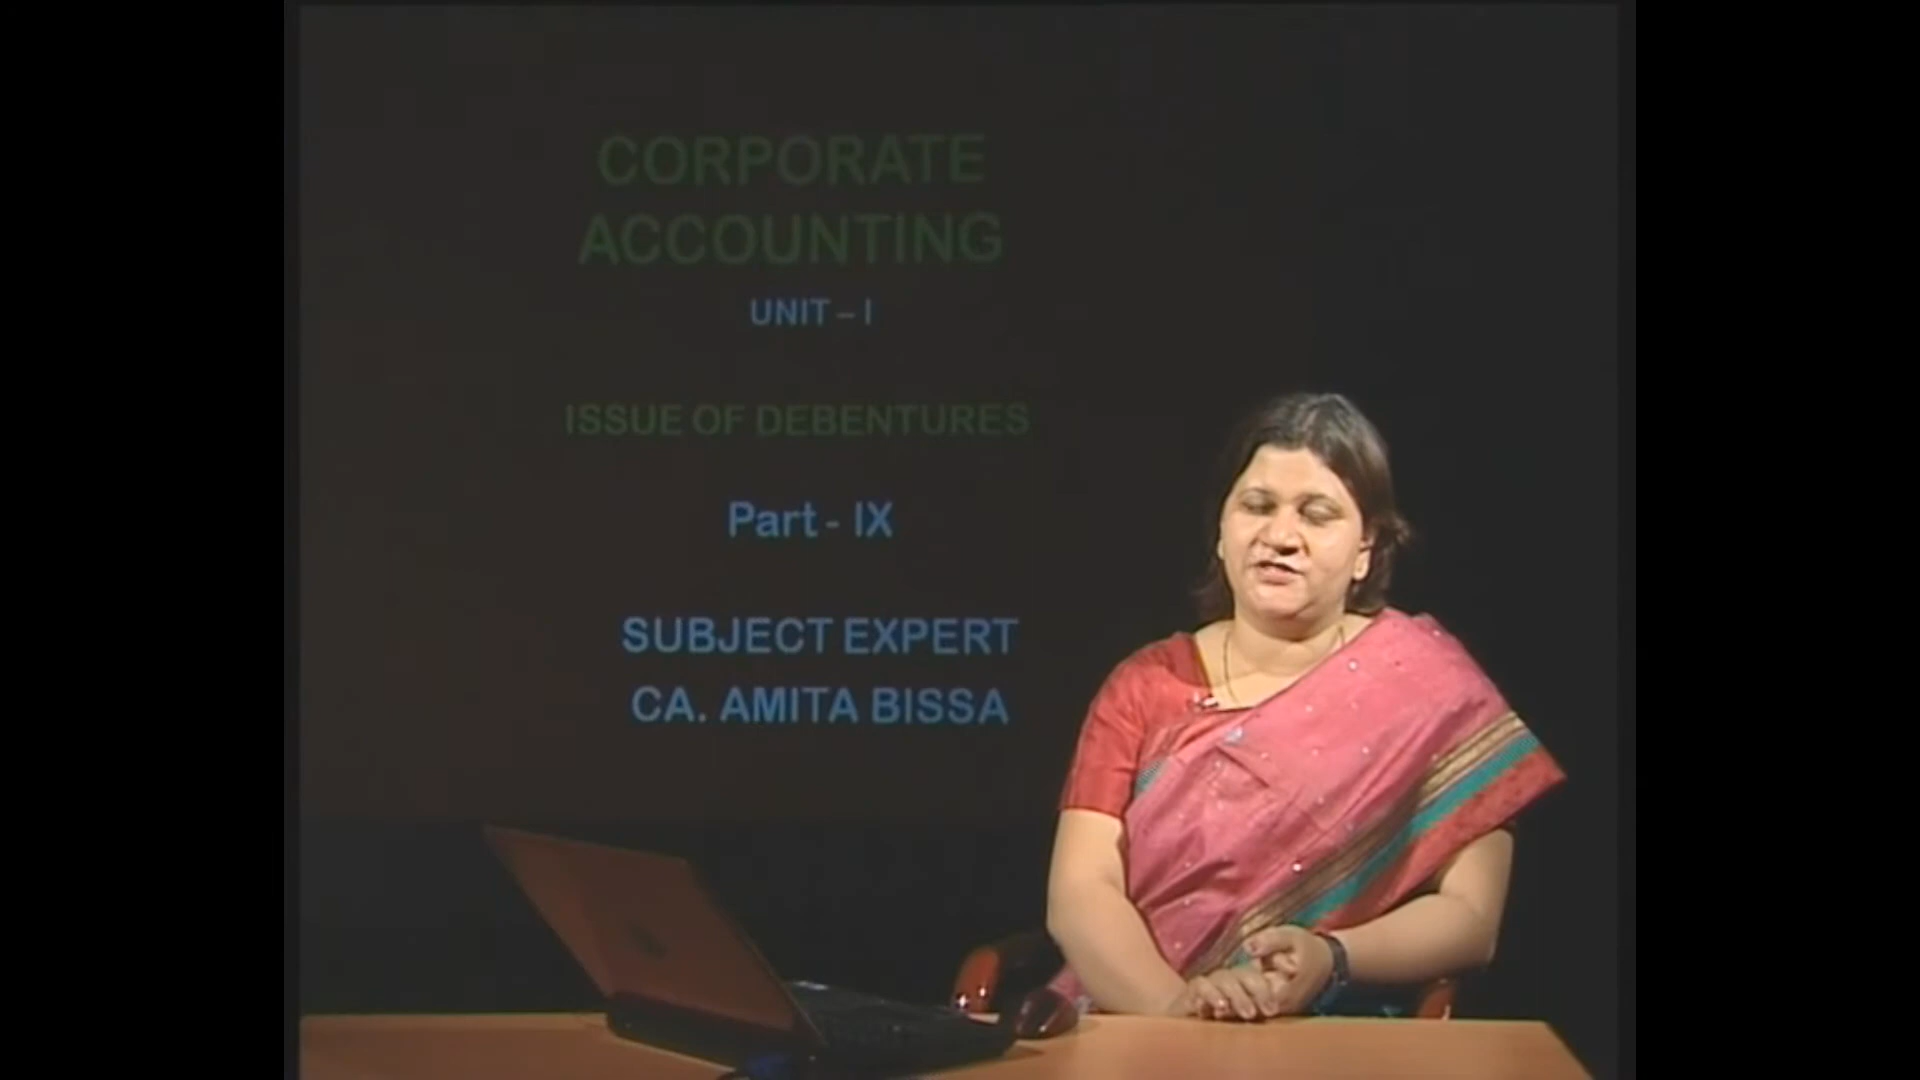 CORPORATE
ACCOUNTING
UNIT – I
ISSUE OF DEBENTURES
Part - IX
SUBJECT EXPERT
CA. AMITA BISSA